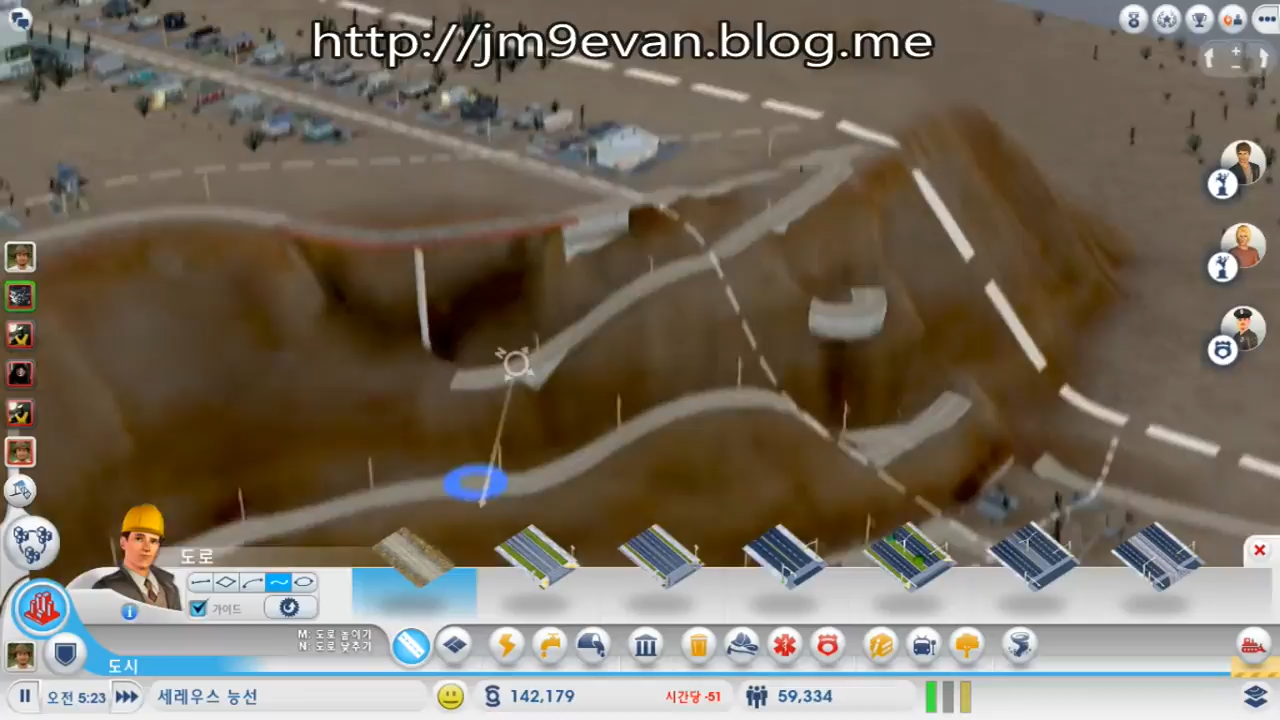 http://jm9evan.blog.me
도로
가이드
M: 도로 높이기
N: 도로 낮추기
도시
오전 5:23
세레우스 능선
142,179
시간당 -51
59,334